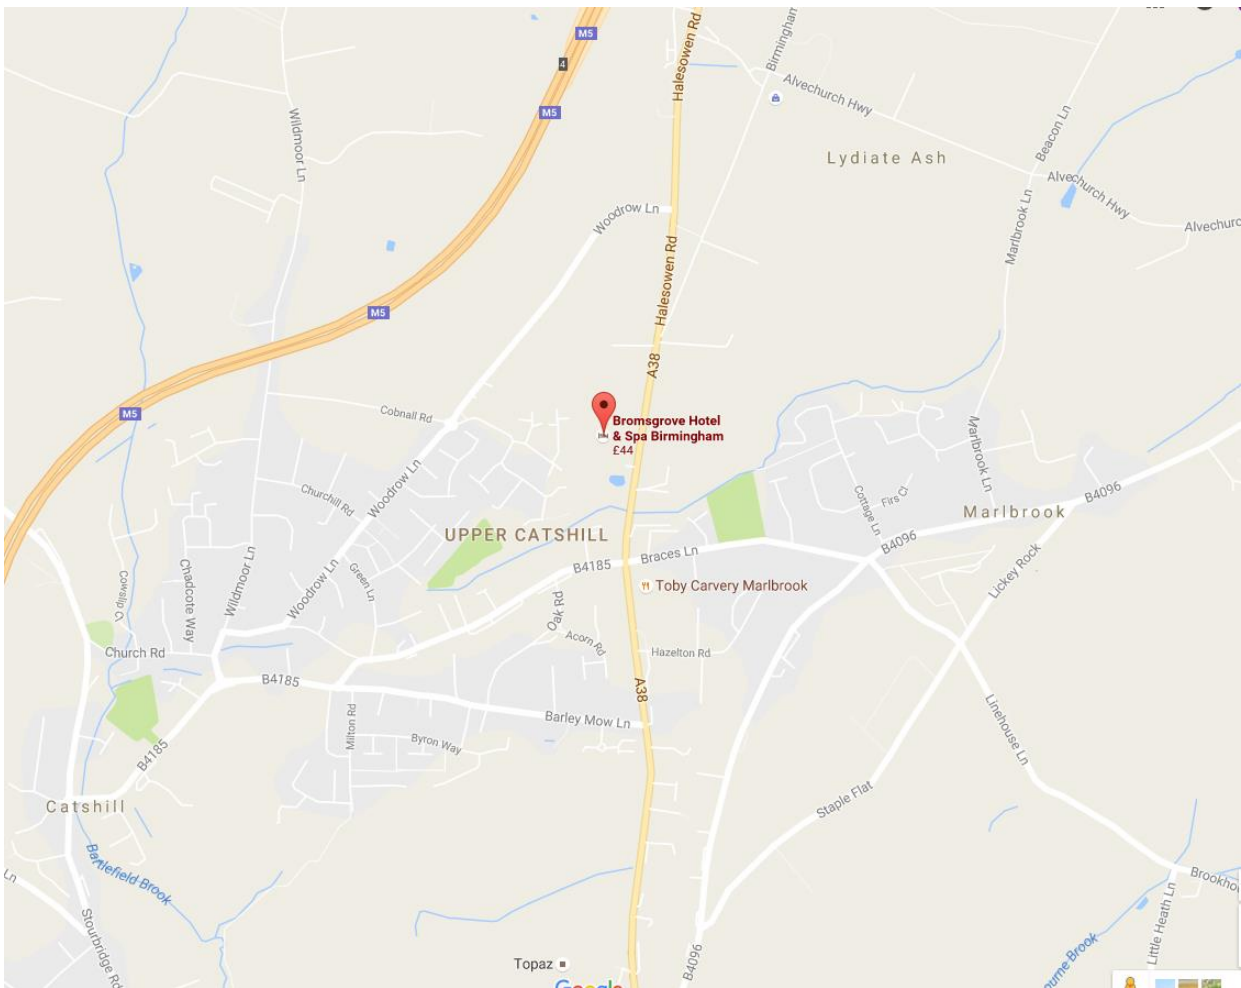 M5
Halesowen Rd
Birmingham
4
Alvechurch Hwy
M5
Wildmoor Ln
Beacon Ln
Lydiate Ash
Alvechurch Hwy
Woodrow Ln
Marlbrook Ln
Alvechurc
Halesowen Rd
M5
A38
M5
Cobnall Rd
Bromsgrove Hotel
& Spa Birmingham
£44
Marlbrook Ln
Woodrow Ln
Churchill Rd
Cottage Ln
Firs Cl
B4096
Marlbrook
UPPER CATSHILL
B4096
Braces Ln
B4185
Lickey Rock
Toby Carvery Marlbrook
Cowslip Cl
Chadcote Way
Wildmoor Ln
Woodrow Ln
Green Ln
Oak Rd
Acorn Rd
Church Rd
Hazelton Rd
B4185
A38
Milton Rd
Barley Mow Ln
Byron Way
Linehouse Ln
B4185
Catshill
Staple Flat
Battlefield Brook
Ln
Brookhou
Stourbridge Rd
Little Heath Ln
B4096
ourne Brook
Topaz
Google